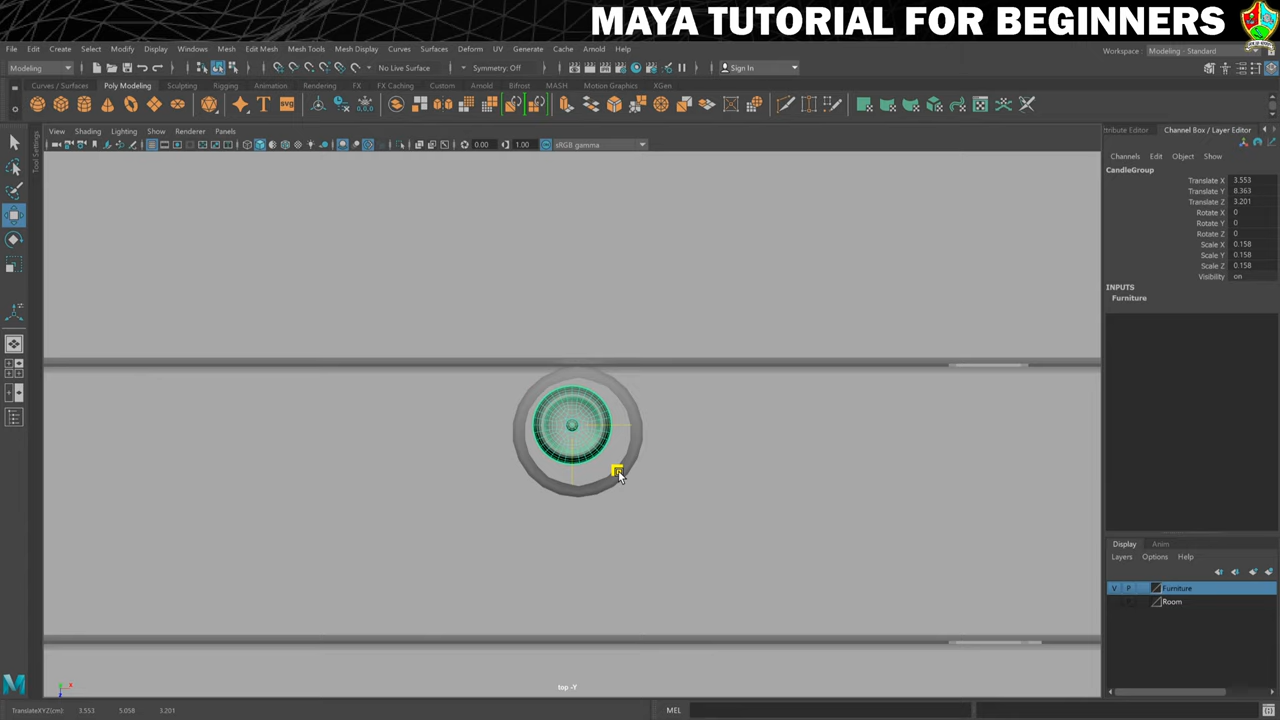 MAYA TUTORIAL FOR BEGINNERS
File Edit Create Select Modify Display Windows Mesh Edit Mesh Mesh Tools Mesh Display Curves Surfaces Deform UV Generate Cache Arnold Help
Workspace: Modeling - Standard
Modeling No Live Surface Symmetry: Off Sign In
Curves / Surfaces Poly Modeling Sculpting Rigging Animation Rendering FX FX Caching Custom Arnold Bifrost MASH Motion Graphics XGen
SVG
View Shading Lighting Show Renderer Panels
0.00 1.00 sRGB gamma
Tool Settings
ttribute Editor Channel Box / Layer Editor
Channels Edit Object Show
CandleGroup
Translate X 3.553
Translate Y 8.363
Translate Z 3.201
Rotate X 0
Rotate Y 0
Rotate Z 0
Scale X 0.158
Scale Y 0.158
Scale Z 0.158
Visibility on
INPUTS
Furniture
Display Anim
Layers Options Help
V P Furniture
Room
top -Y
TranslateXYZ(cm): 3.553 5.058 3.201
MEL